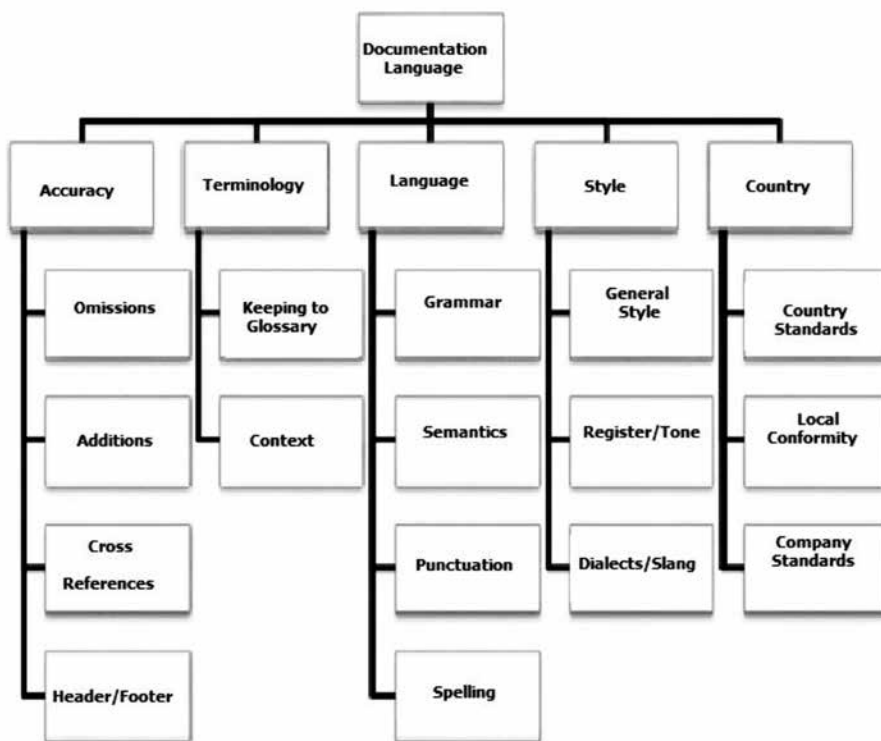 Documentation
Language
Accuracy
Terminology
Language
Style
Country
Omissions
Keeping to
Glossary
Grammar
General
Style
Country
Standards
Additions
Context
Semantics
Register/Tone
Local
Conformity
Cross
References
Punctuation
Dialects/Slang
Company
Standards
Header/Footer
Spelling